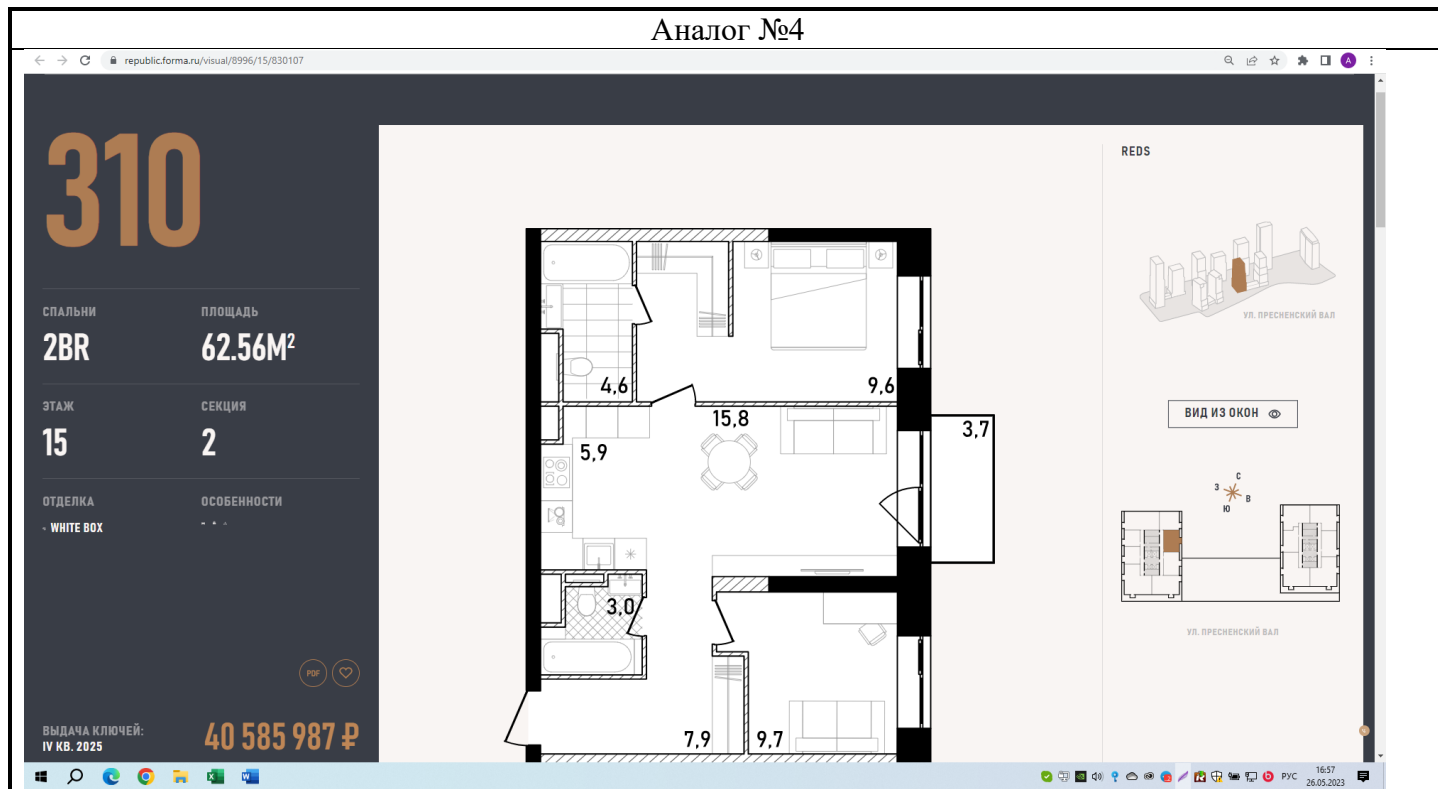 Аналог №4
republic.forma.ru/visual/8996/15/830107
A
310
СПАЛЬНИ ПЛОЩАДЬ
2BR 62.56М²
ЭТАЖ СЕКЦИЯ
15 2
ОТДЕЛКА ОСОБЕННОСТИ
WHITE BOX
PDF
ВЫДАЧА КЛЮЧЕЙ:
IV КВ. 2025
40 585 987 ₽
4,6
9,6
15,8
5,9
3,7
3,0
7,9
9,7
REDS
УЛ. ПРЕСНЕНСКИЙ ВАЛ
ВИД ИЗ ОКОН
С
З
В
Ю
УЛ. ПРЕСНЕНСКИЙ ВАЛ
РУС
16:57
26.05.2023